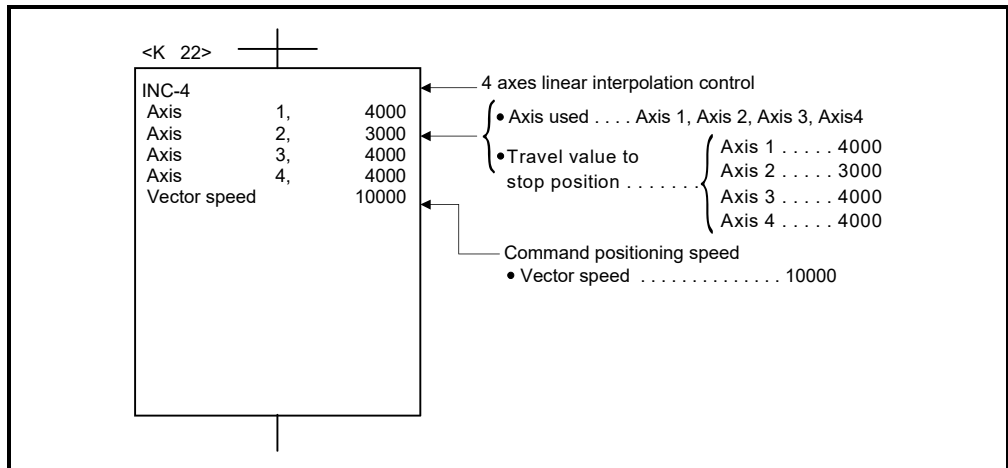 <K 22>
INC-4
Axis 1, 4000
Axis 2, 3000
Axis 3, 4000
Axis 4, 4000
Vector speed 10000
4 axes linear interpolation control
• Axis used . . . . Axis 1, Axis 2, Axis 3, Axis4
• Travel value to
stop position . . . . . . .
Axis 1 . . . . . 4000
Axis 2 . . . . . 3000
Axis 3 . . . . . 4000
Axis 4 . . . . . 4000
Command positioning speed
• Vector speed . . . . . . . . . . . . . . 10000